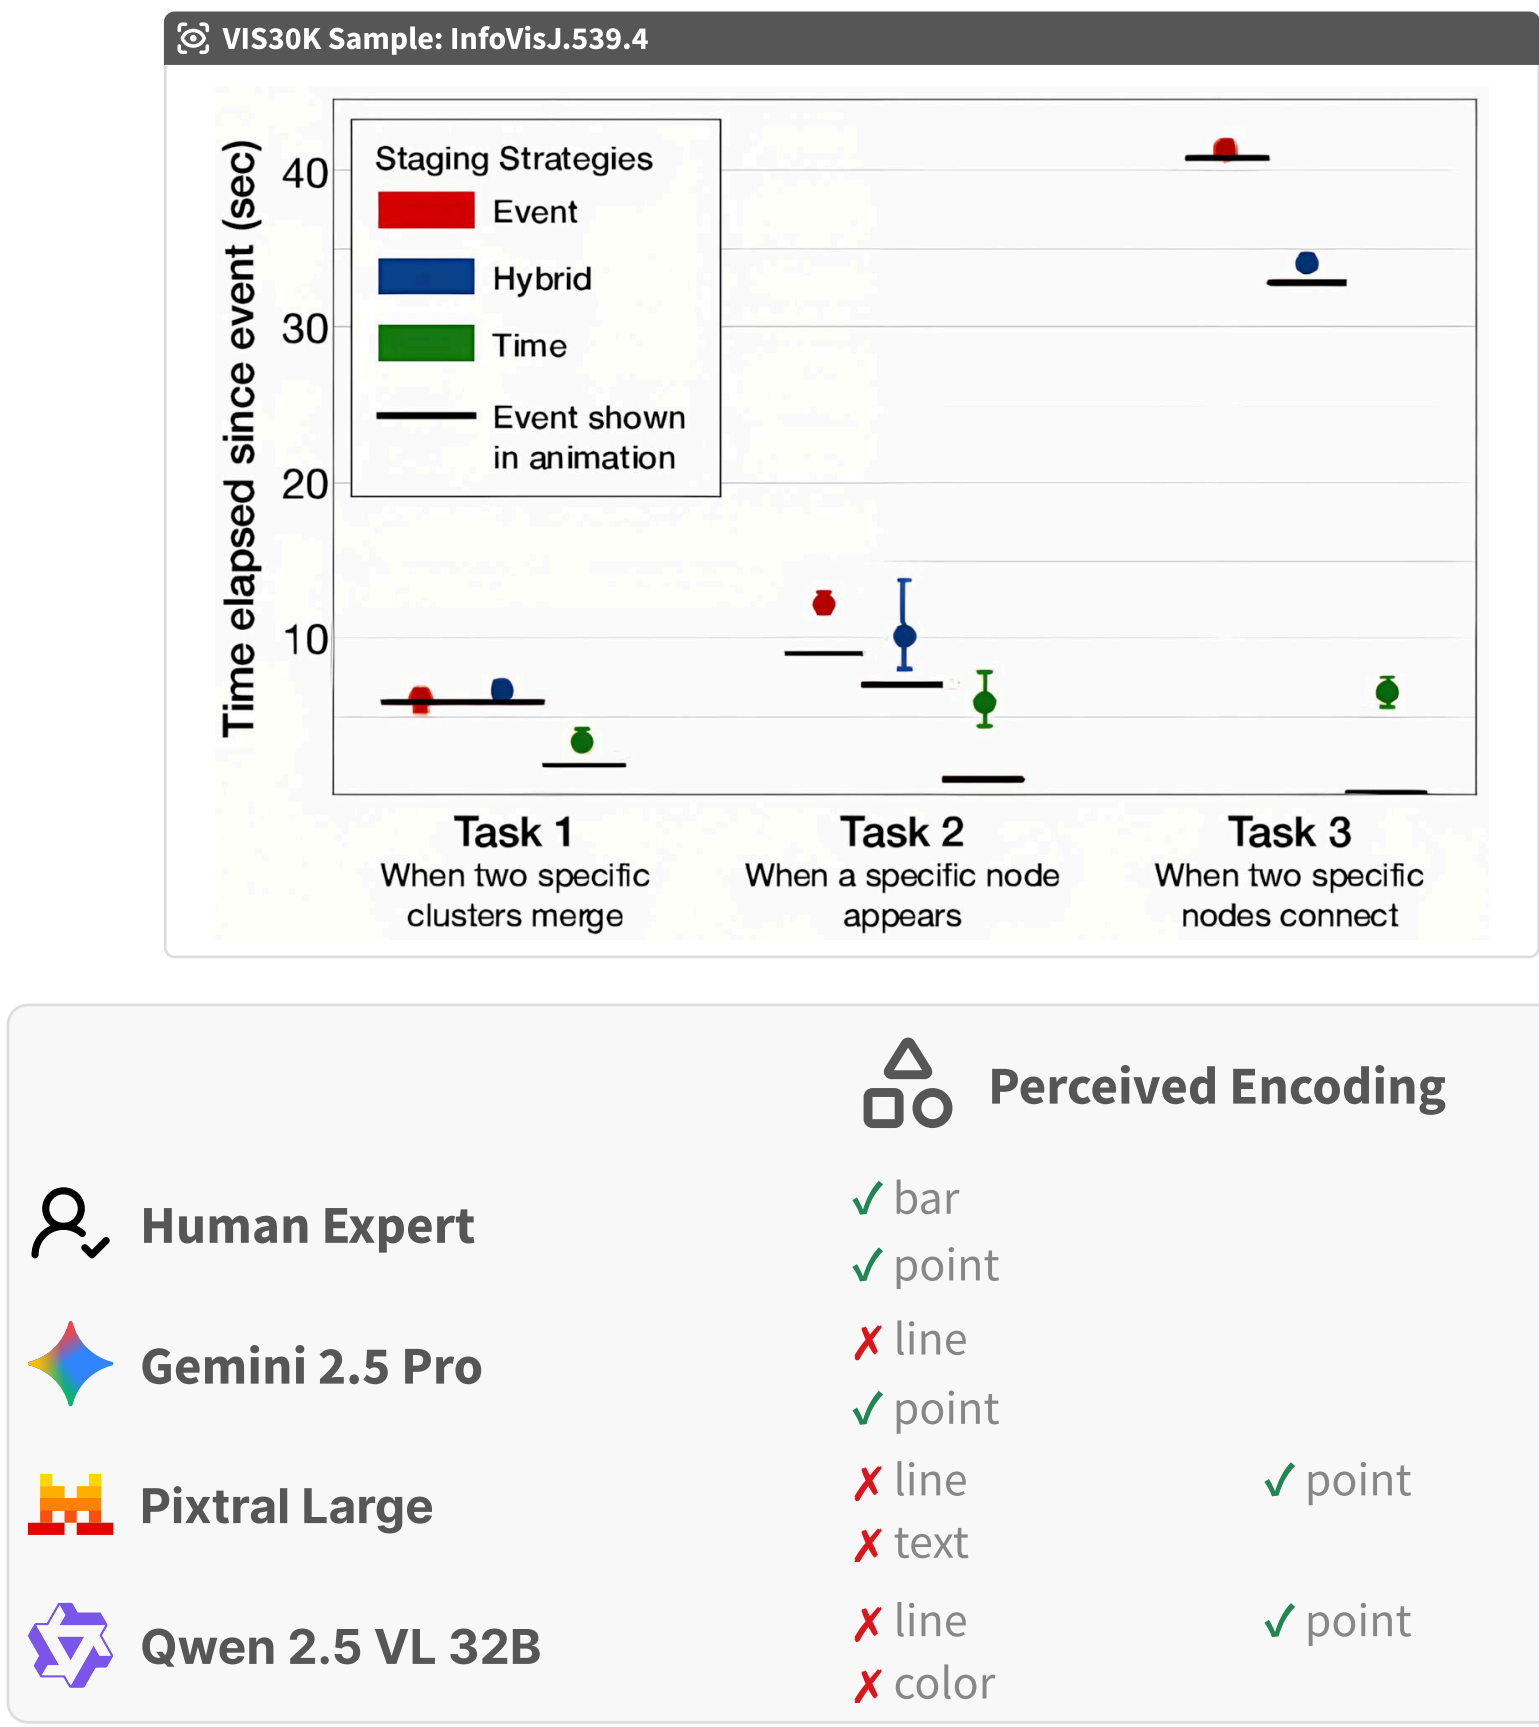 VIS30K Sample: InfoVisJ.539.4
Time elapsed since event (sec)
40
30
20
10
Staging Strategies
Event
Hybrid
Time
Event shown
in animation
Task 1
When two specific
clusters merge
Task 2
When a specific node
appears
Task 3
When two specific
nodes connect
Perceived Encoding
Human Expert
✓ bar
✓ point
Gemini 2.5 Pro
✗ line
✓ point
Pixtral Large
✗ line ✓ point
✗ text
Qwen 2.5 VL 32B
✗ line ✓ point
✗ color